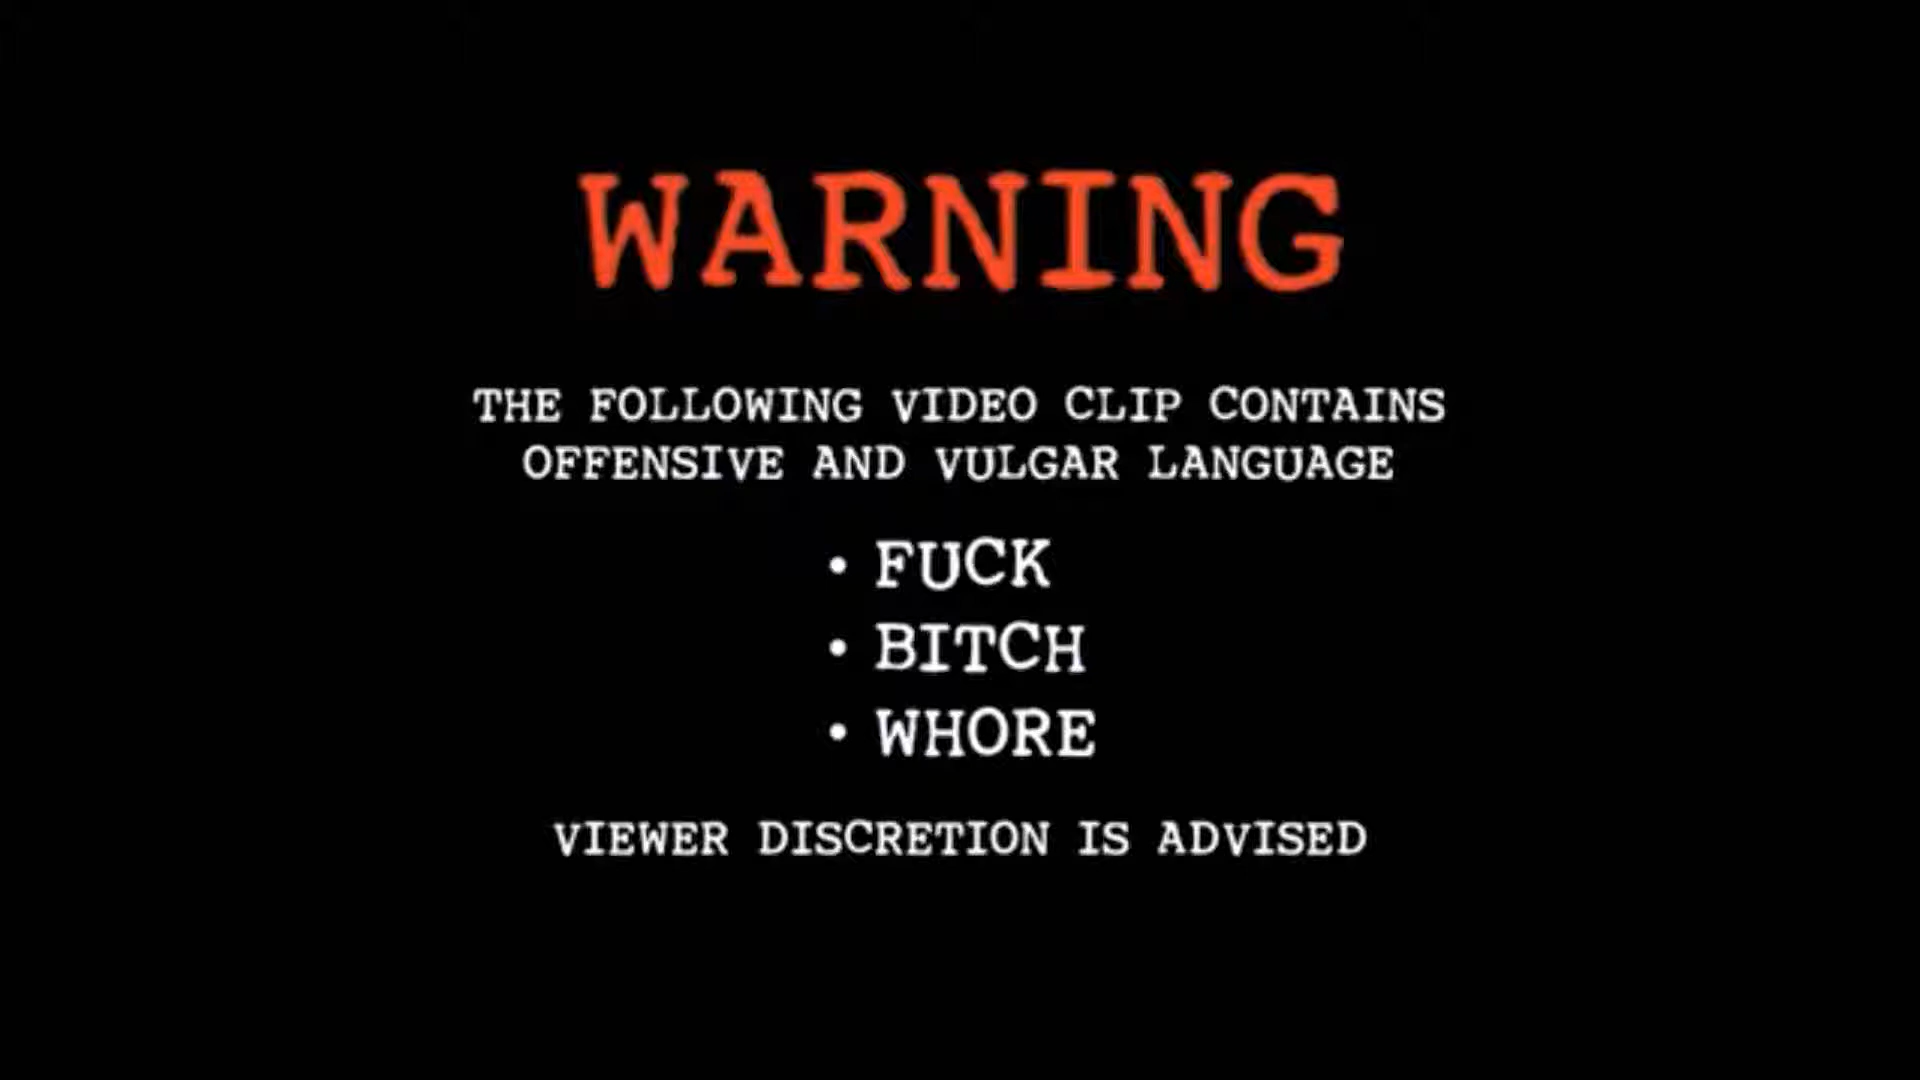 WARNING
THE FOLLOWING VIDEO CLIP CONTAINS
OFFENSIVE AND VULGAR LANGUAGE
• FUCK
• BITCH
• WHORE
VIEWER DISCRETION IS ADVISED